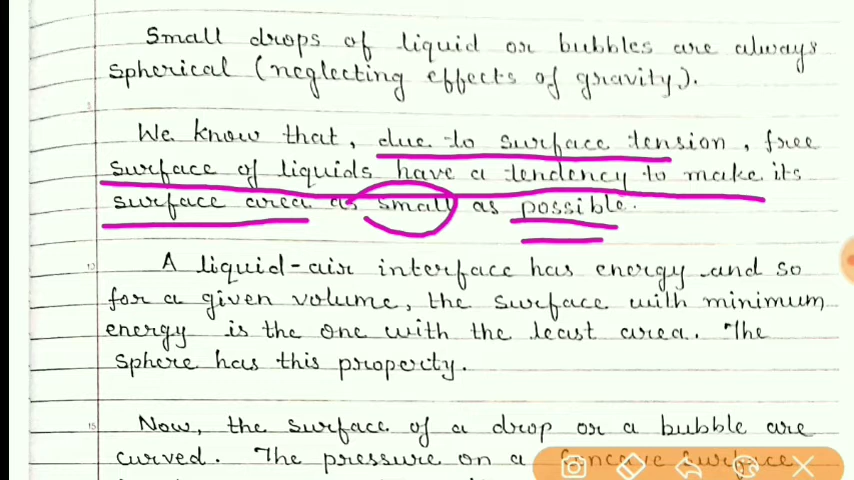 Small drops of liquid or bubbles are always
spherical (neglecting effects of gravity).
We know that, due to surface tension, free
surface of liquids have a tendency to make its
surface area as small as possible.
A liquid-air interface has energy and so
for a given volume, the surface with minimum
energy is the one with the least area. The
sphere has this property.
Now, the surface of a drop or a bubble are
curved. The pressure on a concave surface